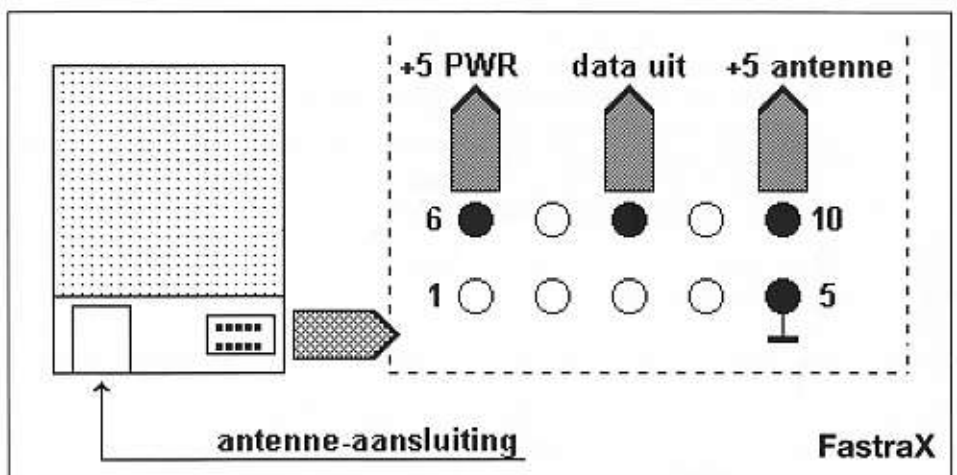 +5 PWR data uit +5 antenne
6 10
1 5
antenne-aansluiting
FastraX